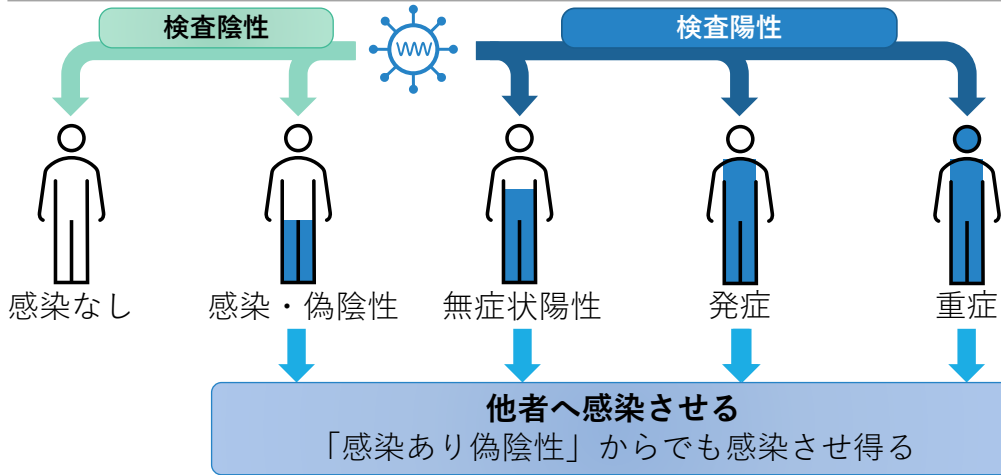 検査陰性
検査陽性
感染なし
感染・偽陰性
無症状陽性
発症
重症
他者へ感染させる
「感染あり偽陰性」からでも感染させ得る